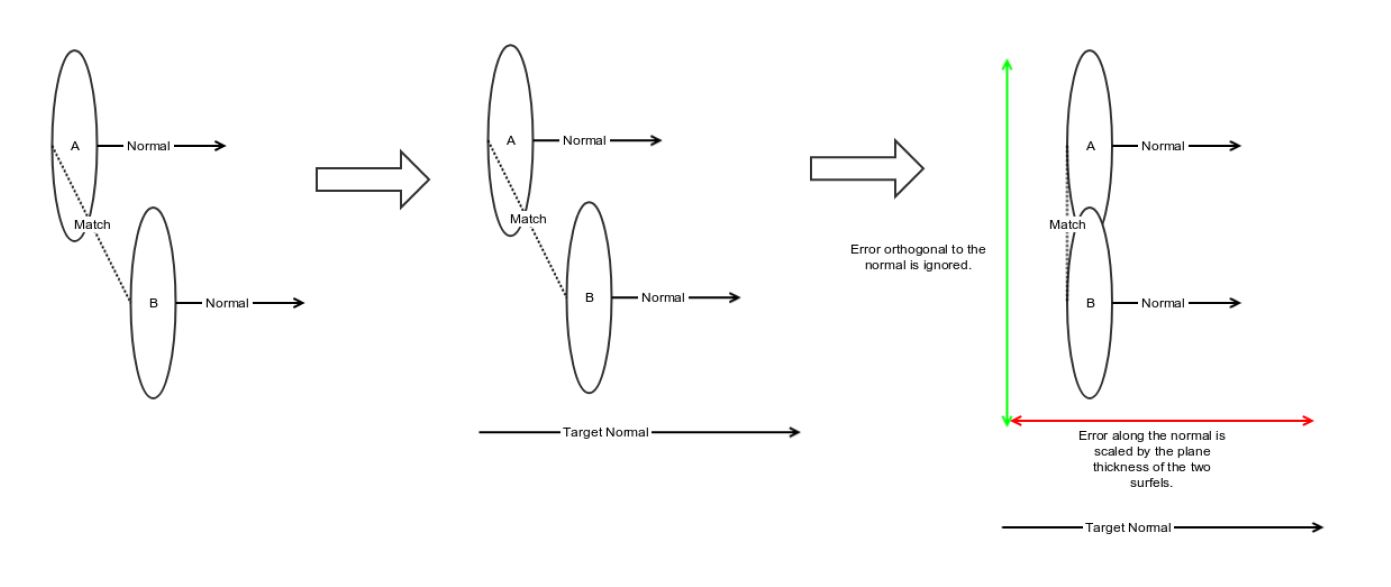 A
Normal
Match
B
Normal
A
Normal
Match
B
Normal
Target Normal
Error orthogonal to the
normal is ignored.
A
Normal
Match
B
Normal
Error along the normal is
scaled by the plane
thickness of the two
surfels.
Target Normal